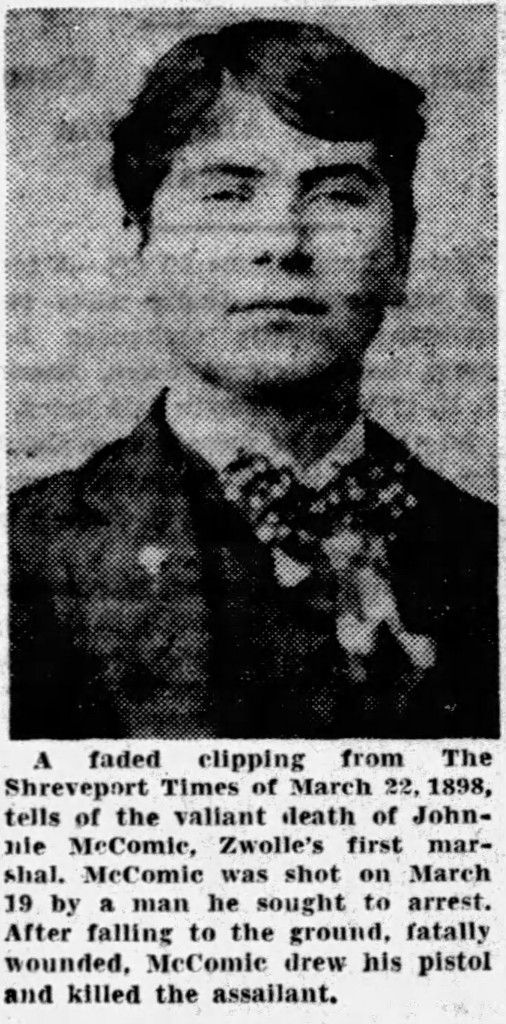 A faded clipping from The
Shreveport Times of March 22, 1898,
tells of the valiant death of John-
nie McComic, Zwolle's first mar-
shal. McComic was shot on March
19 by a man he sought to arrest.
After falling to the ground, fatally
wounded, McComic drew his pistol
and killed the assailant.